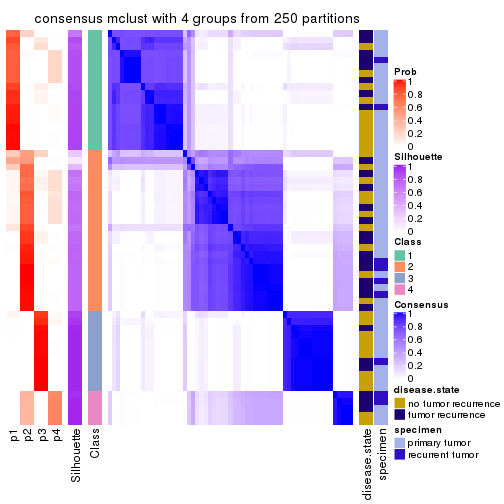 consensus mclust with 4 groups from 250 partitions
Prob
1
0.8
0.6
0.4
0.2
0
Silhouette
1
0.8
0.6
0.4
0.2
0
Class
1
2
3
4
Consensus
1
0.8
0.6
0.4
0.2
0
disease.state
no tumor recurrence
tumor recurrence
specimen
primary tumor
recurrent tumor
p1
p2
p3
p4
Silhouette
Class
disease.state
specimen